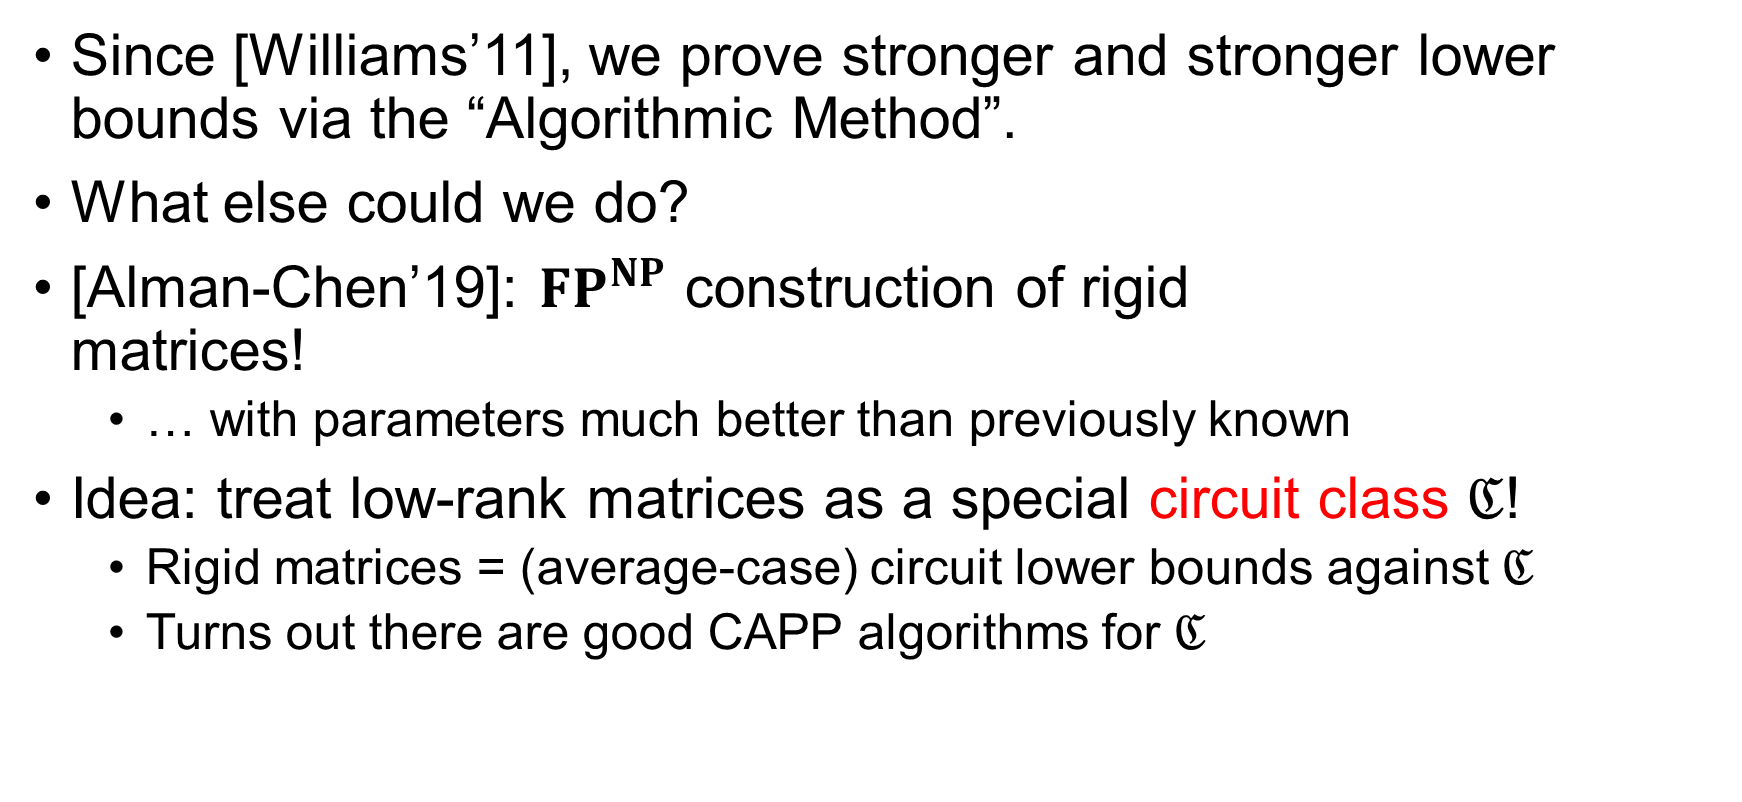 • Since [Williams’11], we prove stronger and stronger lower
bounds via the “Algorithmic Method”.
• What else could we do?
• [Alman-Chen’19]: 𝐅𝐏^𝐍𝐏 construction of rigid
matrices!
• … with parameters much better than previously known
• Idea: treat low-rank matrices as a special circuit class ℭ!
• Rigid matrices = (average-case) circuit lower bounds against ℭ
• Turns out there are good CAPP algorithms for ℭ